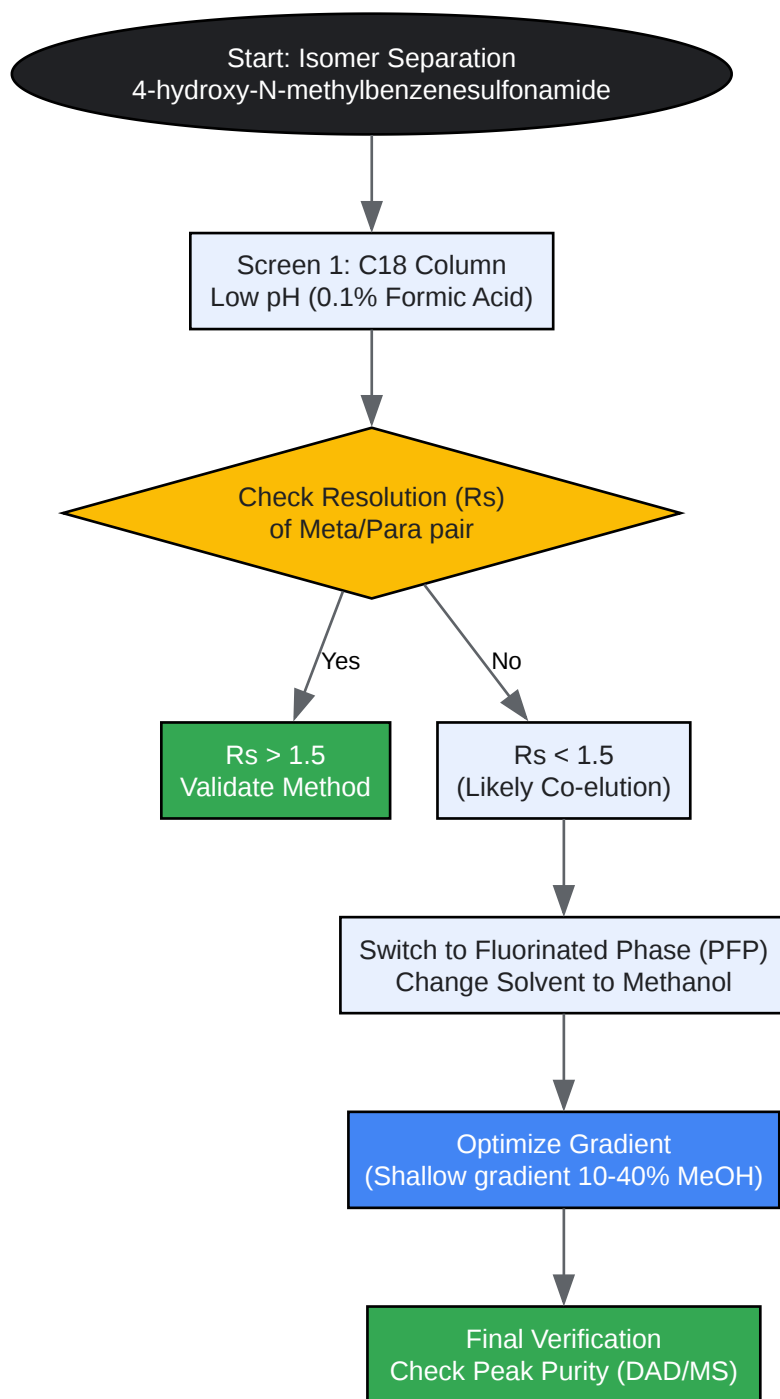 Start: Isomer Separation
4-hydroxy-N-methylbenzenesulfonamide
Screen 1: C18 Column
Low pH (0.1% Formic Acid)
Check Resolution (Rs)
of Meta/Para pair
Yes
No
Rs > 1.5
Validate Method
Rs < 1.5
(Likely Co-elution)
Switch to Fluorinated Phase (PFP)
Change Solvent to Methanol
Optimize Gradient
(Shallow gradient 10-40% MeOH)
Final Verification
Check Peak Purity (DAD/MS)